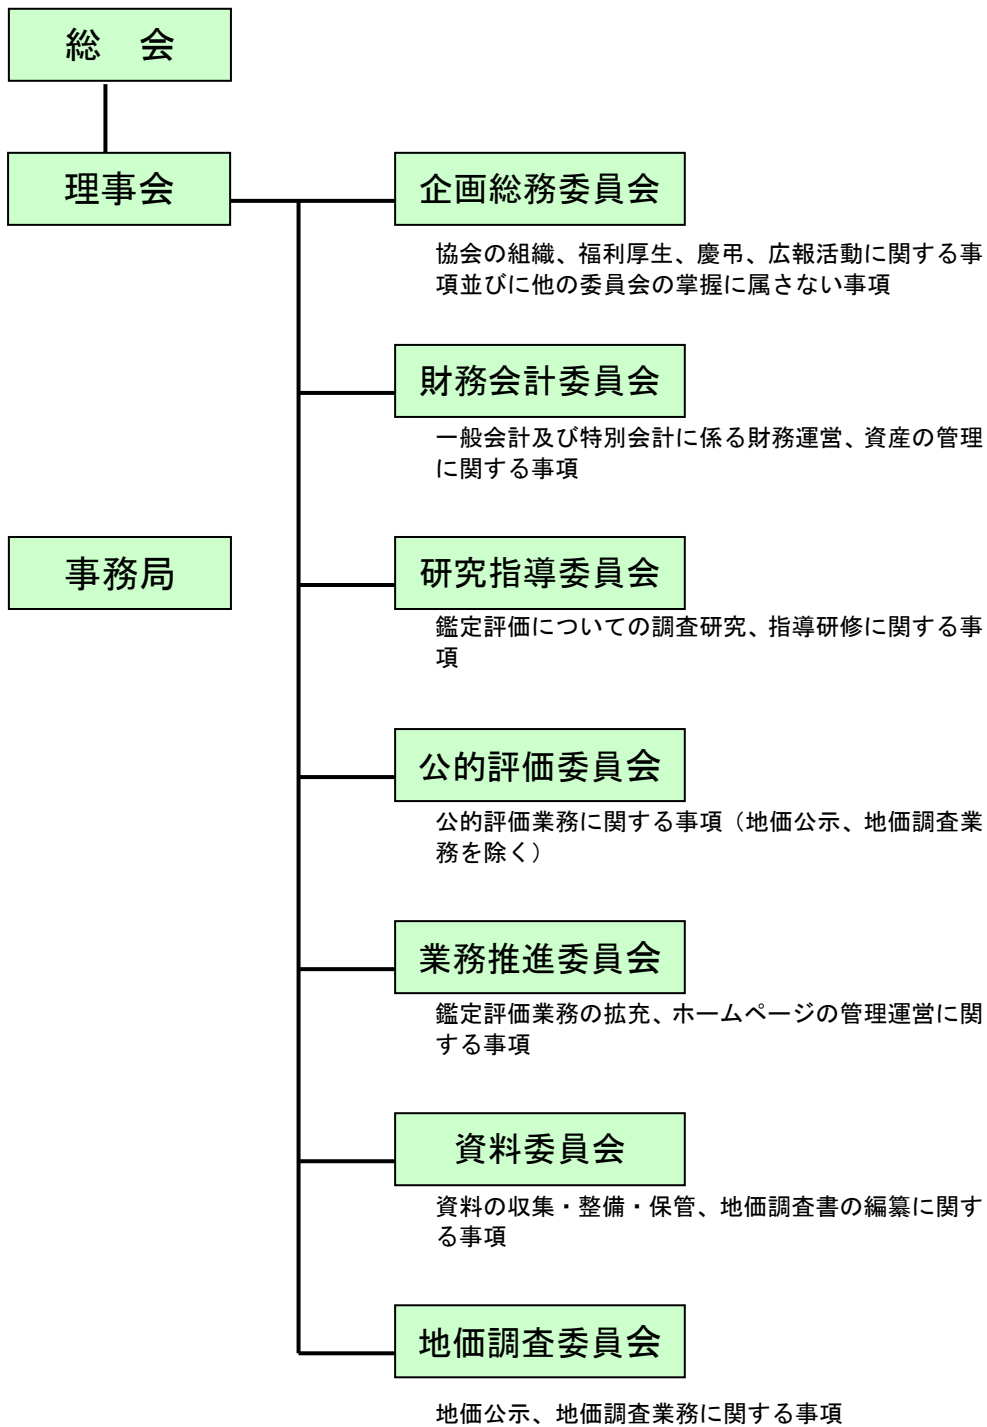 総　会
理事会
企画総務委員会
協会の組織、福利厚生、慶弔、広報活動に関する事
項並びに他の委員会の掌握に属さない事項
財務会計委員会
一般会計及び特別会計に係る財務運営、資産の管理
に関する事項
事務局
研究指導委員会
鑑定評価についての調査研究、指導研修に関する事
項
公的評価委員会
公的評価業務に関する事項（地価公示、地価調査業
務を除く）
業務推進委員会
鑑定評価業務の拡充、ホームページの管理運営に関
する事項
資料委員会
資料の収集・整備・保管、地価調査書の編纂に関す
る事項
地価調査委員会
地価公示、地価調査業務に関する事項